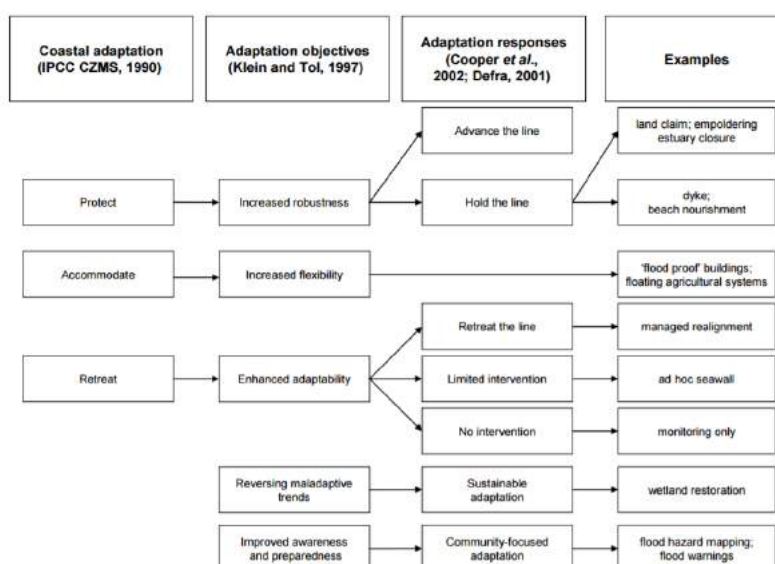 Coastal adaptation
(IPCC CZMS, 1990)
Adaptation objectives
(Klein and Tol, 1997)
Adaptation responses
(Cooper et al.,
2002; Defra, 2001)
Examples
Advance the line
land claim; empoldering
estuary closure
Protect
Increased robustness
Hold the line
dyke;
beach nourishment
Accommodate
Increased flexibility
'flood proof' buildings;
floating agricultural systems
Retreat the line
managed realignment
Retreat
Enhanced adaptability
Limited intervention
ad hoc seawall
No intervention
monitoring only
Reversing maladaptive
trends
Sustainable
adaptation
wetland restoration
Improved awareness
and preparedness
Community-focused
adaptation
flood hazard mapping;
flood warnings